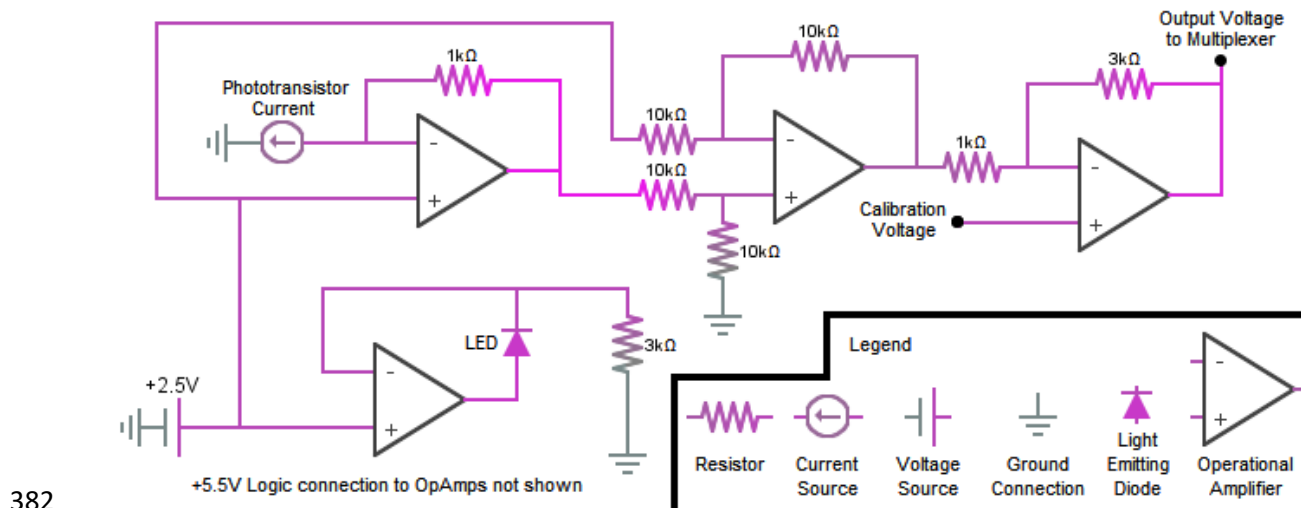 Output Voltage
to Multiplexer
10kΩ
1kΩ
3kΩ
Phototransistor
Current
10kΩ
-
-
1kΩ
-
10kΩ
+
+
+
Calibration
Voltage
10kΩ
LED
3kΩ
Legend
-
+2.5V
-
+
+
Resistor
Current
Source
Voltage
Source
Ground
Connection
Light
Emitting
Diode
Operational
Amplifier
+5.5V Logic connection to OpAmps not shown
382